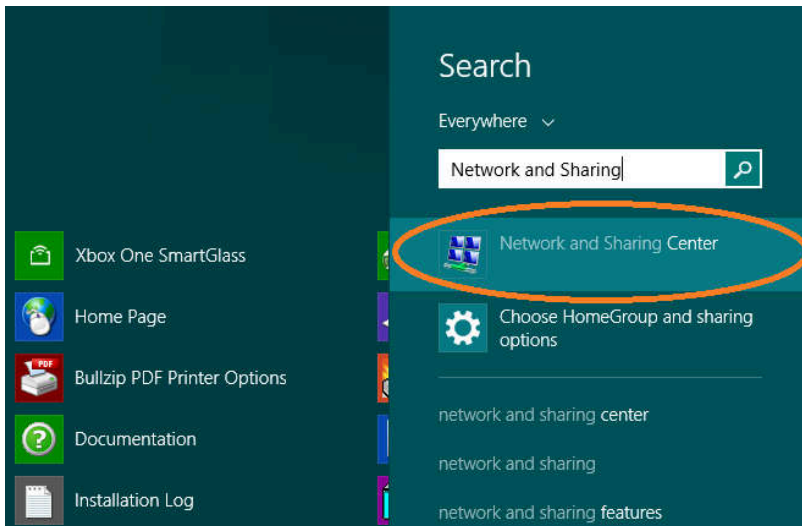 Search
Everywhere
Network and Sharing
Network and Sharing Center
Choose HomeGroup and sharing
options
network and sharing center
network and sharing
network and sharing features
Xbox One SmartGlass
Home Page
PDF
Bullzip PDF Printer Options
Documentation
Installation Log